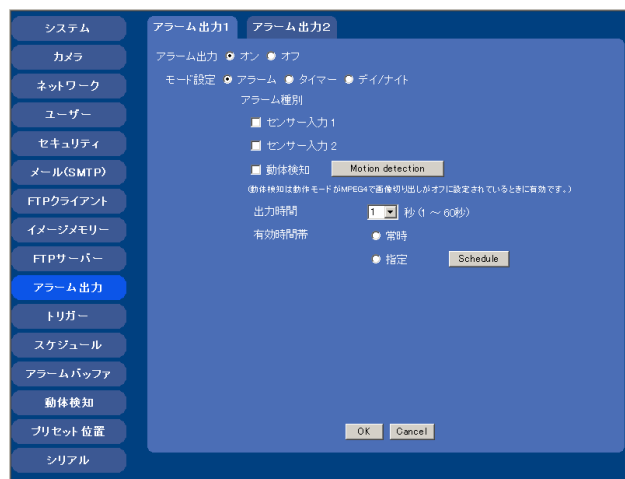 システム
カメラ
ネットワーク
ユーザー
セキュリティ
メール(SMTP)
FTPクライアント
イメージメモリー
FTPサーバー
アラーム出力
トリガー
スケジュール
アラームバッファ
動体検知
プリセット位置
シリアル
アラーム出力1 アラーム出力2
アラーム出力 オン オフ
モード設定 アラーム タイマー デイ/ナイト
アラーム種別
センサー入力1
センサー入力2
動体検知 Motion detection
(動体検知は動作モードがMPEG4で画像切り出しがオフに設定されているときに有効です。)
出力時間 1 秒(1 ~ 60秒)
有効時間帯 常時
指定 Schedule
OK Cancel